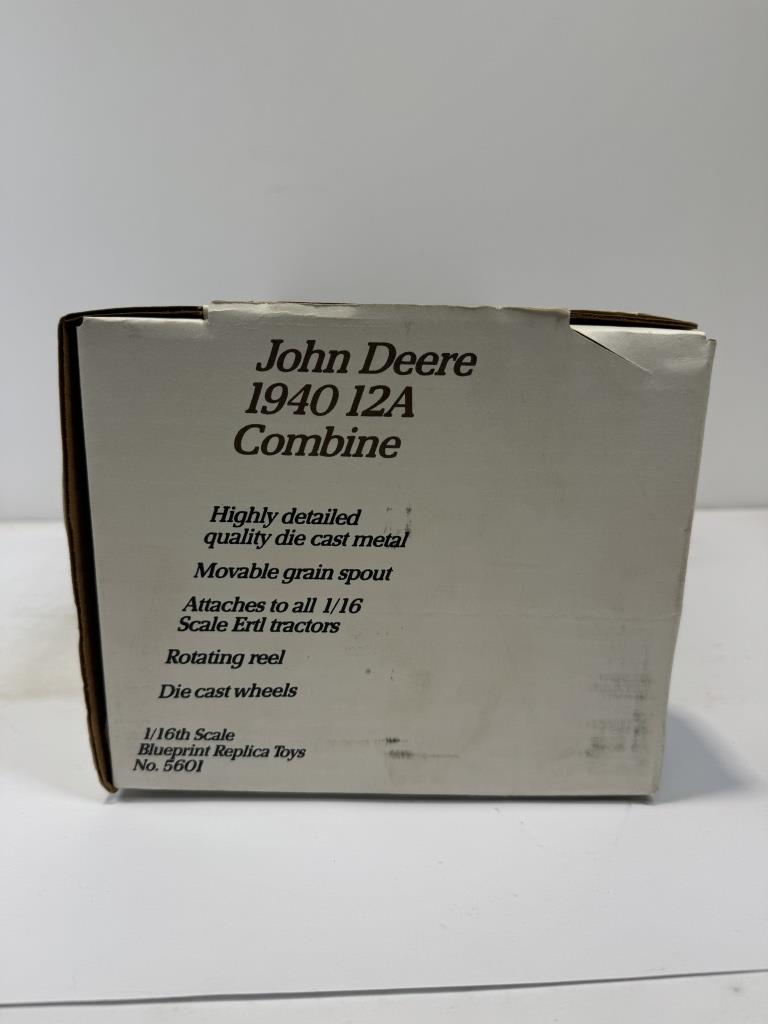 John Deere
1940 12A
Combine
Highly detailed
quality die cast metal
Movable grain spout
Attaches to all 1/16
Scale Ertl tractors
Rotating reel
Die cast wheels
1/16th Scale
Blueprint Replica Toys
No. 5601